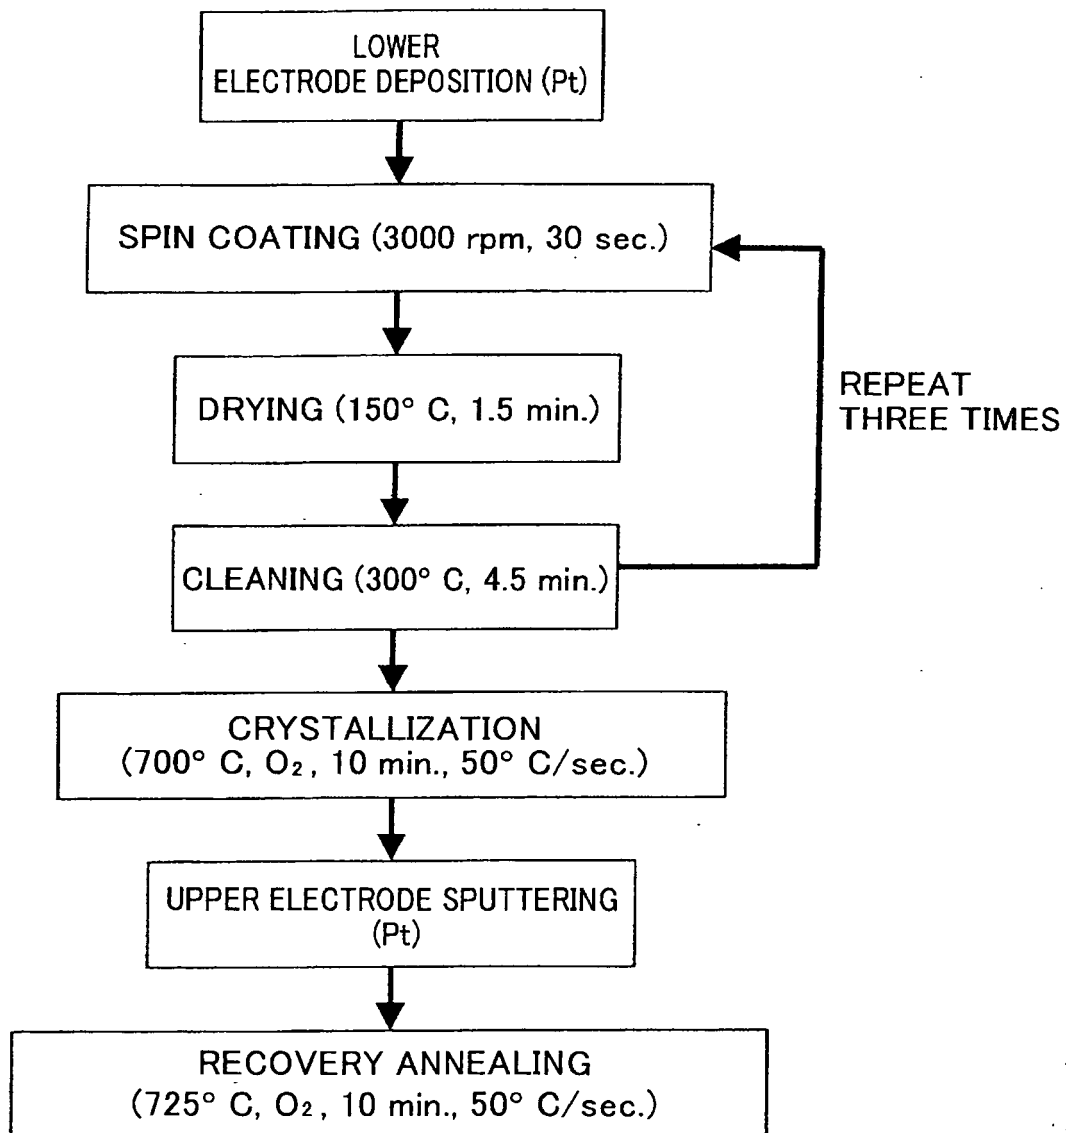 LOWER
ELECTRODE DEPOSITION (Pt)
SPIN COATING (3000 rpm, 30 sec.)
DRYING (150° C, 1.5 min.)
REPEAT
THREE TIMES
CLEANING (300° C, 4.5 min.)
CRYSTALLIZATION
(700° C, O₂, 10 min., 50° C/sec.)
UPPER ELECTRODE SPUTTERING
(Pt)
RECOVERY ANNEALING
(725° C, O₂, 10 min., 50° C/sec.)